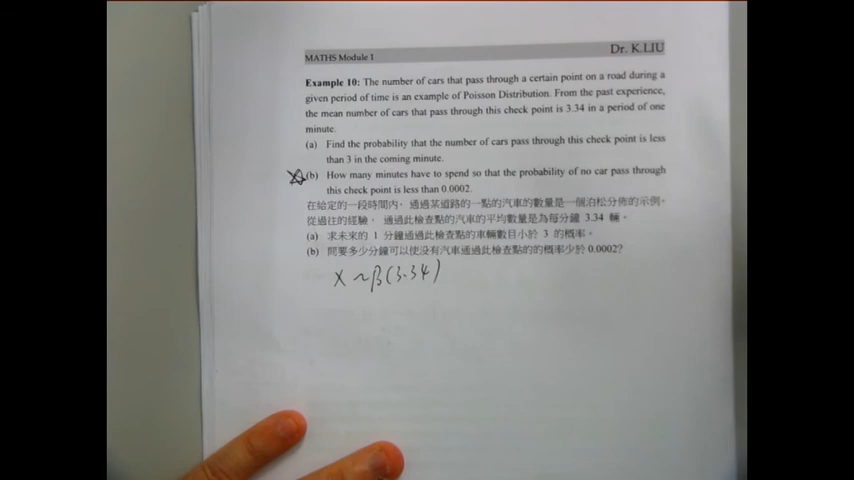 MATHS Module 1 Dr. K.LIU
Example 10: The number of cars that pass through a certain point on a road during a
given period of time is an example of Poisson Distribution. From the past experience,
the mean number of cars that pass through this check point is 3.34 in a period of one
minute.
(a) Find the probability that the number of cars pass through this check point is less
than 3 in the coming minute.
(b) How many minutes have to spend so that the probability of no car pass through
this check point is less than 0.0002.
在給定的一段時間內，通過某道路的一點的汽車的數量是一個泊松分佈的示例。
從過往的經驗，通過此檢查點的汽車的平均數量是為每分鐘 3.34 輛。
(a) 求未來的 1 分鐘通過此檢查點的車輛數目小於 3 的概率。
(b) 問要多少分鐘可以使没有汽車通過此檢查點的的概率少於 0.0002?
X ~ (3.34)